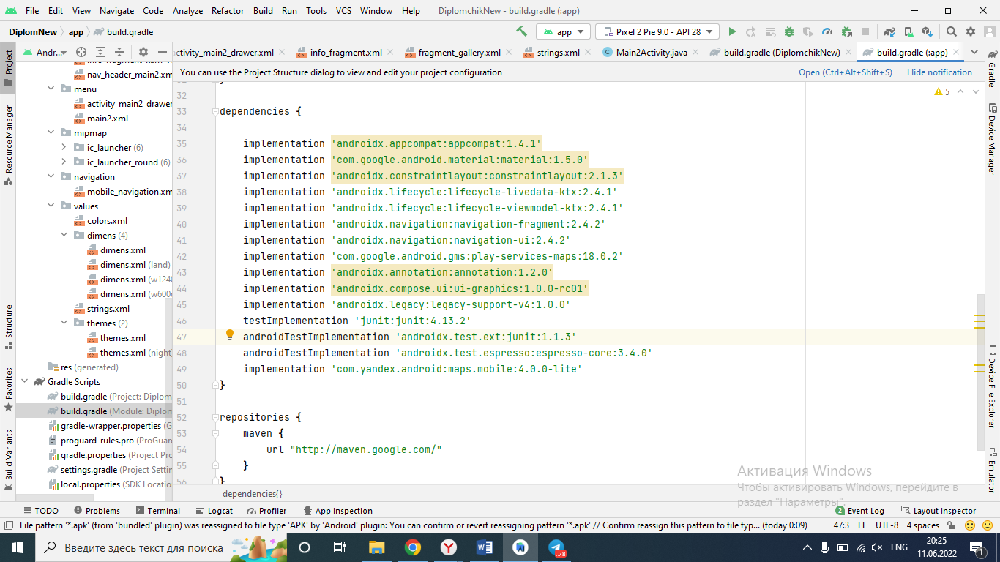 File Edit View Navigate Code Analyze Refactor Build Run Tools VCS Window Help DiplomchikNew - build.gradle (:app)
DiplomNew app build.gradle app Pixel 2 Pie 9.0 - API 28
Project Andr... ctivity_main2_drawer.xml info_fragment.xml fragment_gallery.xml strings.xml Main2Activity.java build.gradle (DiplomchikNew) build.gradle (:app) Gradle
You can use the Project Structure dialog to view and edit your project configuration Open (Ctrl+Alt+Shift+S) Hide notification
nav_header_main2.xm
menu
activity_main2_drawer
main2.xml
mipmap
ic_launcher (6)
ic_launcher_round (6)
navigation
mobile_navigation.xm
values
colors.xml
dimens (4)
dimens.xml
dimens.xml (land)
dimens.xml (w1240
dimens.xml (w600d
strings.xml
themes (2)
themes.xml
themes.xml (night
res (generated)
Gradle Scripts
build.gradle (Project: Diplom
build.gradle (Module: Diplon
gradle-wrapper.properties (G
proguard-rules.pro (ProGuar
gradle.properties (Project Pro
settings.gradle (Project Settin
local.properties (SDK Locatio
Resource Manager
Structure
Favorites
Build Variants
5
32
33 dependencies {
34
35 implementation 'androidx.appcompat:appcompat:1.4.1'
36 implementation 'com.google.android.material:material:1.5.0'
37 implementation 'androidx.constraintlayout:constraintlayout:2.1.3'
38 implementation 'androidx.lifecycle:lifecycle-livedata-ktx:2.4.1'
39 implementation 'androidx.lifecycle:lifecycle-viewmodel-ktx:2.4.1'
40 implementation 'androidx.navigation:navigation-fragment:2.4.2'
41 implementation 'androidx.navigation:navigation-ui:2.4.2'
42 implementation 'com.google.android.gms:play-services-maps:18.0.2'
43 implementation 'androidx.annotation:annotation:1.2.0'
44 implementation 'androidx.compose.ui:ui-graphics:1.0.0-rc01'
45 implementation 'androidx.legacy:legacy-support-v4:1.0.0'
46 testImplementation 'junit:junit:4.13.2'
47 androidTestImplementation 'androidx.test.ext:junit:1.1.3'
48 androidTestImplementation 'androidx.test.espresso:espresso-core:3.4.0'
49 implementation 'com.yandex.android:maps.mobile:4.0.0-lite'
50 }
51
52 repositories {
53 maven {
54 url "http://maven.google.com/"
55 }
56 }
dependencies{}
Device Manager
Device File Explorer
Emulator
Активация Windows
Чтобы активировать Windows, перейдите в
раздел "Параметры".
TODO Problems Terminal Logcat Profiler App Inspection 2 Event Log Layout Inspector
File pattern '*.apk' (from 'bundled' plugin) was reassigned to file type 'APK' by 'Android' plugin: You can confirm or revert reassigning pattern '*.apk' // Confirm reassign this pattern to file typ... (today 0:09) 47:3 LF UTF-8 4 spaces
Введите здесь текст для поиска .78 ENG 20:25 1
11.06.2022